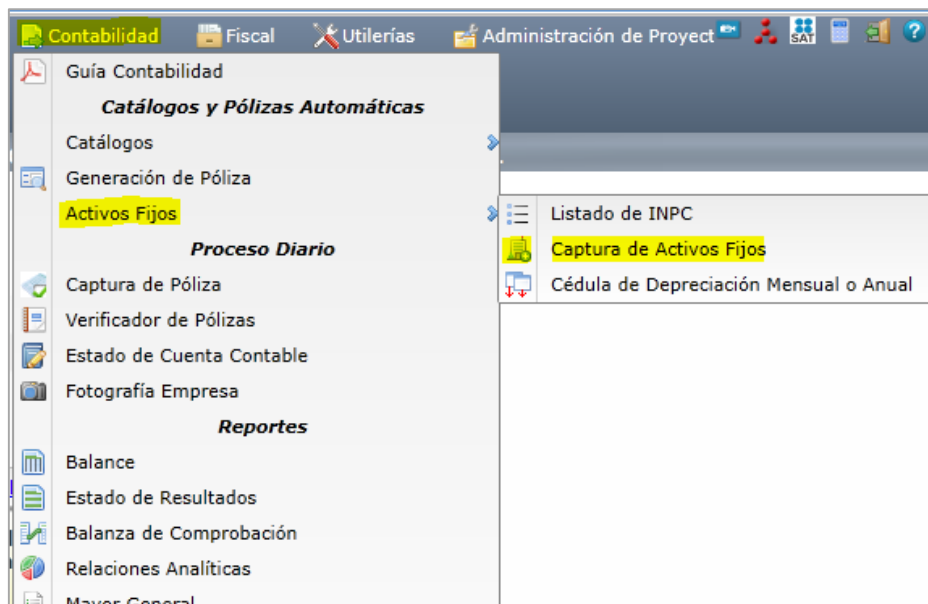 Contabilidad Fiscal Utilerías Administración de Proyect SAT
Guía Contabilidad
Catálogos y Pólizas Automáticas
Catálogos
Generación de Póliza
Activos Fijos
Listado de INPC
Proceso Diario
Captura de Activos Fijos
Captura de Póliza
Cédula de Depreciación Mensual o Anual
Verificador de Pólizas
Estado de Cuenta Contable
Fotografía Empresa
Reportes
Balance
Estado de Resultados
Balanza de Comprobación
Relaciones Analíticas
Mayor General